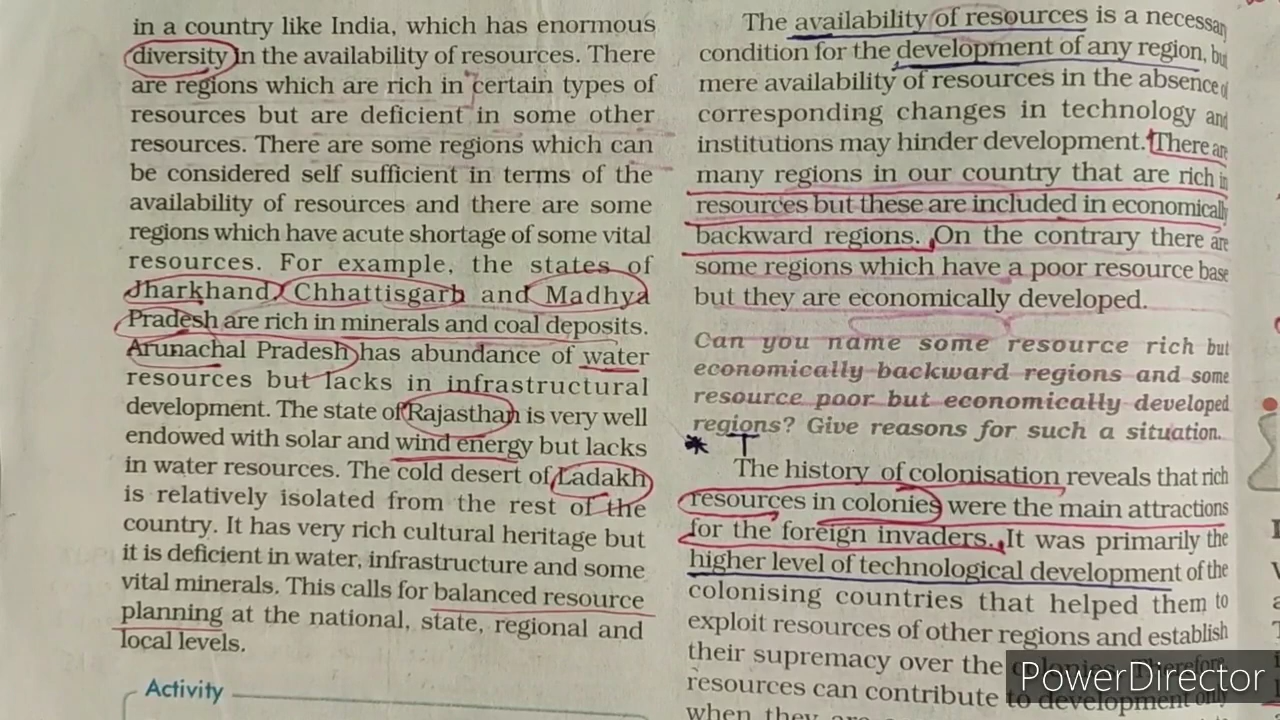 in a country like India, which has enormous
diversity in the availability of resources. There
are regions which are rich in certain types of
resources but are deficient in some other
resources. There are some regions which can
be considered self sufficient in terms of the
availability of resources and there are some
regions which have acute shortage of some vital
resources. For example, the states of
Jharkhand, Chhattisgarh and Madhya
Pradesh are rich in minerals and coal deposits.
Arunachal Pradesh has abundance of water
resources but lacks in infrastructural
development. The state of Rajasthan is very well
endowed with solar and wind energy but lacks
in water resources. The cold desert of Ladakh
is relatively isolated from the rest of the
country. It has very rich cultural heritage but
it is deficient in water, infrastructure and some
vital minerals. This calls for balanced resource
planning at the national, state, regional and
local levels.
Activity
The availability of resources is a necessary
condition for the development of any region, but
mere availability of resources in the absence of
corresponding changes in technology and
institutions may hinder development. There are
many regions in our country that are rich in
resources but these are included in economically
backward regions. On the contrary there are
some regions which have a poor resource base
but they are economically developed.
Can you name some resource rich but
economically backward regions and some
resource poor but economically developed
regions? Give reasons for such a situation.
The history of colonisation reveals that rich
resources in colonies were the main attractions
for the foreign invaders. It was primarily the
higher level of technological development of the
colonising countries that helped them to
exploit resources of other regions and establish
their supremacy over the colonies. Therefore,
resources can contribute to development only
when they are
PowerDirector